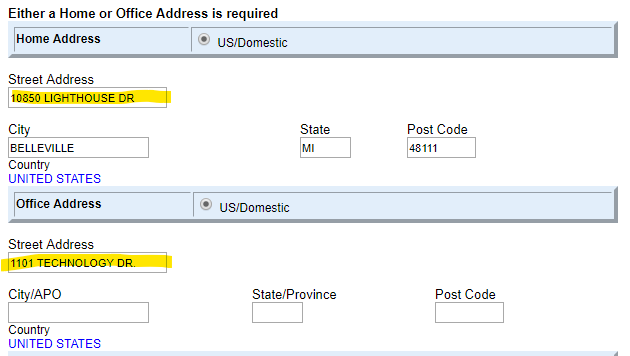 Either a Home or Office Address is required
Home Address US/Domestic
Street Address
10850 LIGHTHOUSE DR
City State Post Code
BELLEVILLE MI 48111
Country
UNITED STATES
Office Address US/Domestic
Street Address
1101 TECHNOLOGY DR.
City/APO State/Province Post Code
Country
UNITED STATES